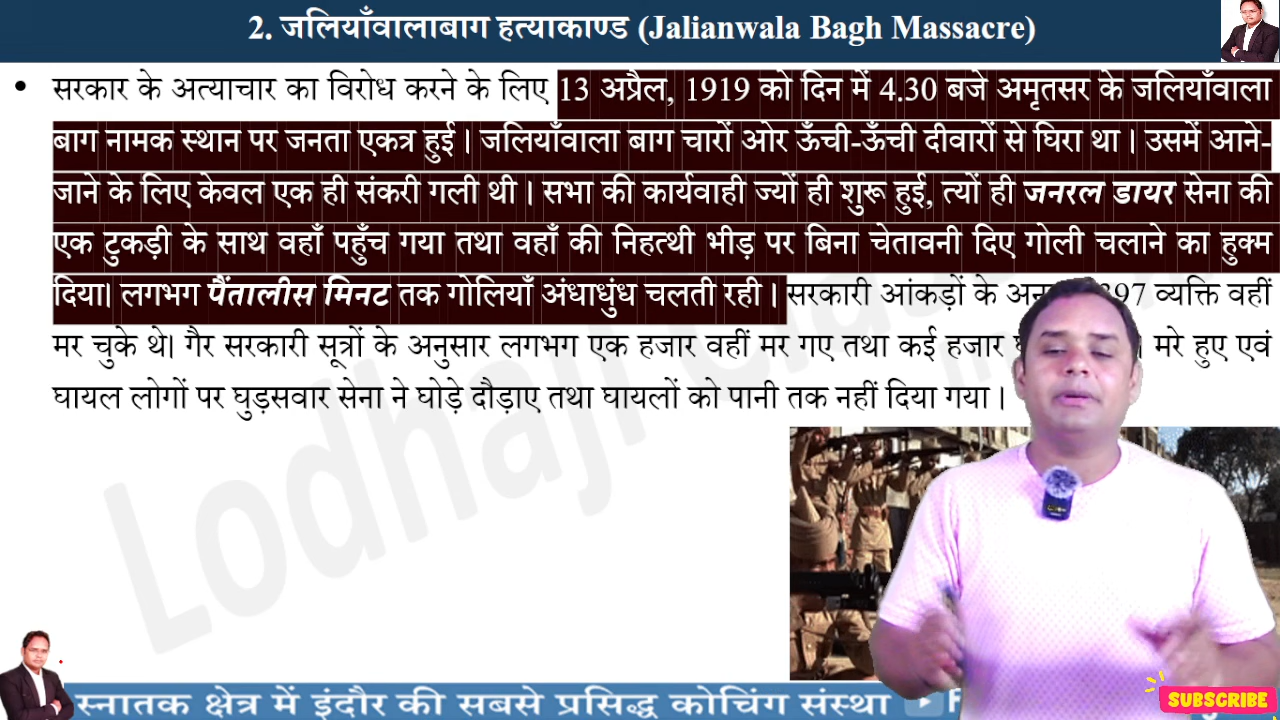 2. जलियाँवालाबाग हत्याकाण्ड (Jalianwala Bagh Massacre)
• सरकार के अत्याचार का विरोध करने के लिए 13 अप्रैल, 1919 को दिन में 4.30 बजे अमृतसर के जलियाँवाला
बाग नामक स्थान पर जनता एकत्र हुई। जलियाँवाला बाग चारों ओर ऊँची-ऊँची दीवारों से घिरा था। उसमें आने-
जाने के लिए केवल एक ही संकरी गली थी। सभा की कार्यवाही ज्यों ही शुरू हुई, त्यों ही जनरल डायर सेना की
एक टुकड़ी के साथ वहाँ पहुँच गया तथा वहाँ की निहत्थी भीड़ पर बिना चेतावनी दिए गोली चलाने का हुक्म
दिया। लगभग पैंतालीस मिनट तक गोलियाँ अंधाधुंध चलती रही। सरकारी आंकड़ों के 397 व्यक्ति वहीं
मर चुके थे। गैर सरकारी सूत्रों के अनुसार लगभग एक हजार वहीं मर गए तथा कई हजार मरे हुए एवं
घायल लोगों पर घुड़सवार सेना ने घोड़े दौड़ाए तथा घायलों को पानी तक नहीं दिया गया।
Lodhaji
स्नातक क्षेत्र में इंदौर की सबसे प्रसिद्ध कोचिंग संस्था
SUBSCRIBE